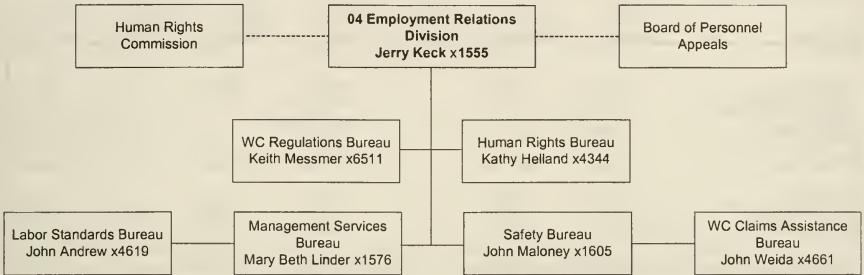 Human Rights
Commission
04 Employment Relations
Division
Jerry Keck x1555
Board of Personnel
Appeals
WC Regulations Bureau
Keith Messmer x6511
Human Rights Bureau
Kathy Helland x4344
Labor Standards Bureau
John Andrew x4619
Management Services
Bureau
Mary Beth Linder x1576
Safety Bureau
John Maloney x1605
WC Claims Assistance
Bureau
John Weida x4661